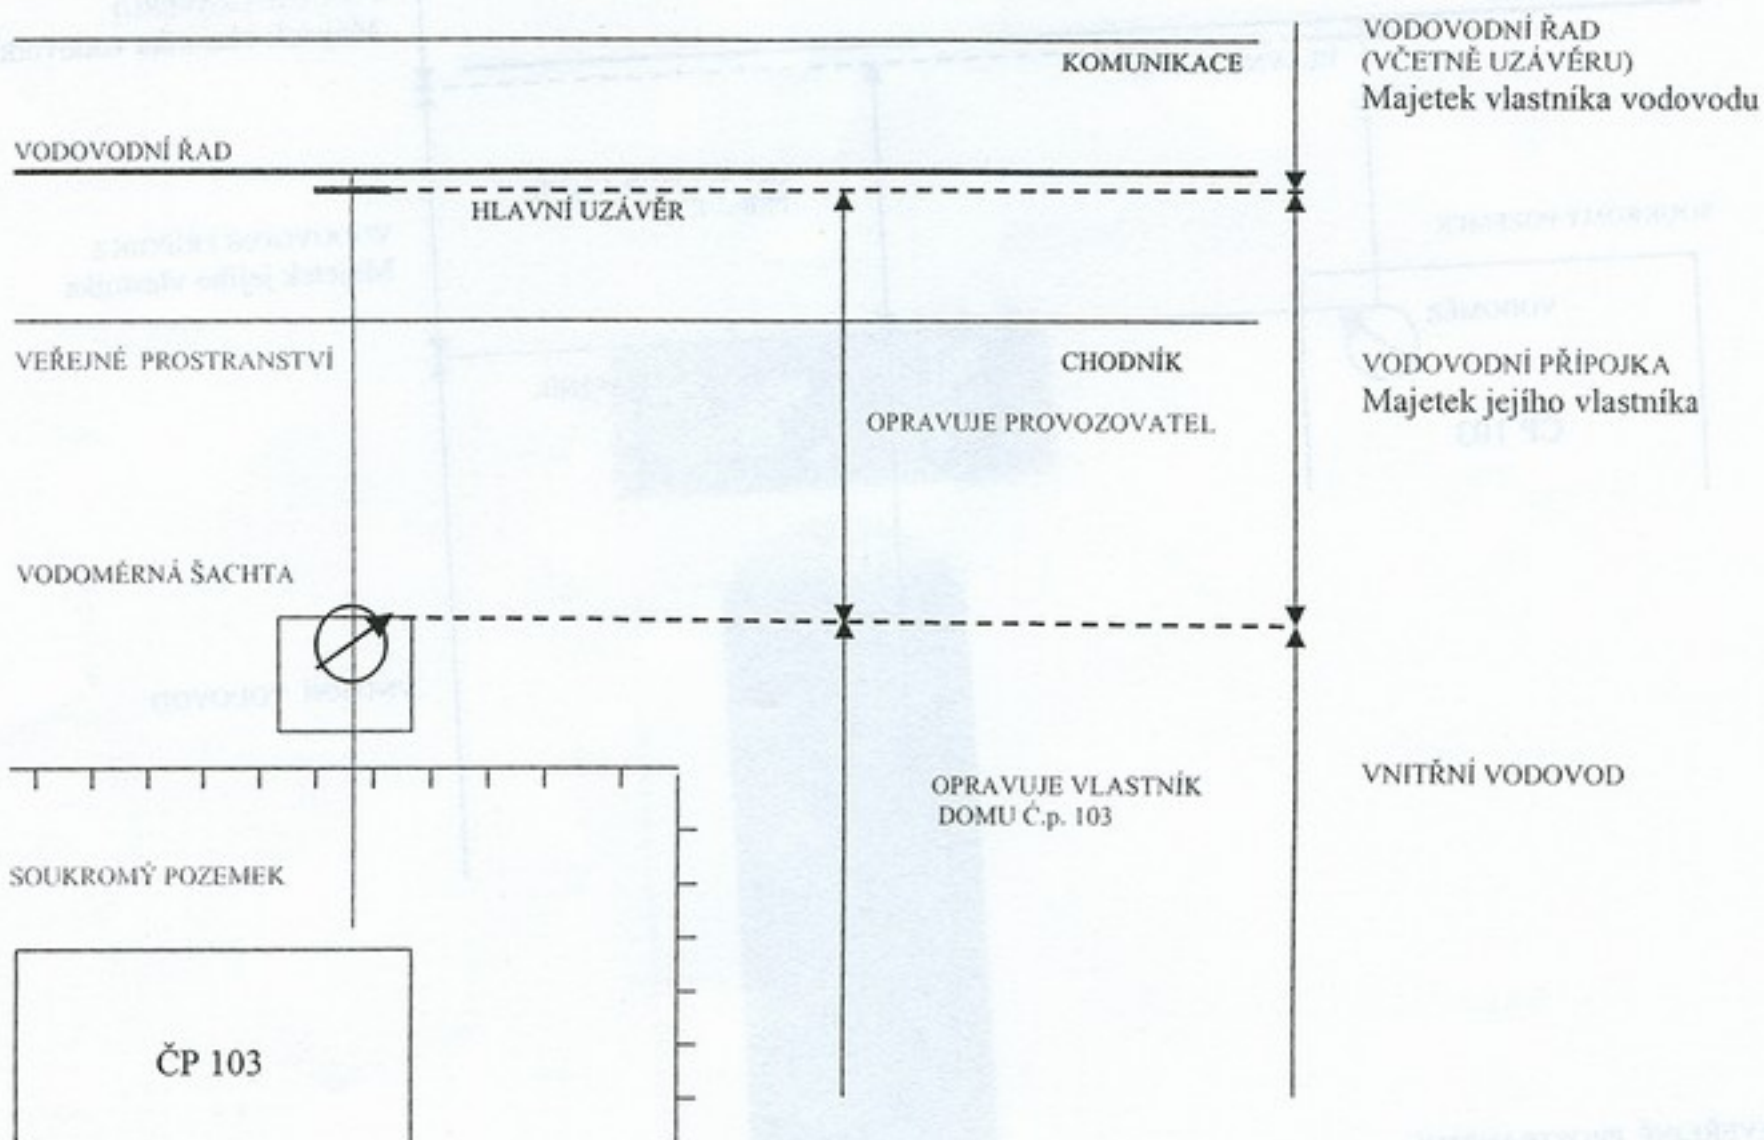 VODOVODNÍ ŘAD
(VČETNĚ UZÁVĚRU)
Majetek vlastníka vodovodu
KOMUNIKACE
VODOVODNÍ ŘAD
HLAVNÍ UZÁVĚR
VEŘEJNÉ PROSTRANSTVÍ
CHODNÍK
VODOVODNÍ PŘÍPOJKA
Majetek jejího vlastníka
OPRAVUJE PROVOZOVATEL
VODOMĚRNÁ ŠACHTA
OPRAVUJE VLASTNÍK
DOMU Č.p. 103
VNITŘNÍ VODOVOD
SOUKROMÝ POZEMEK
ČP 103